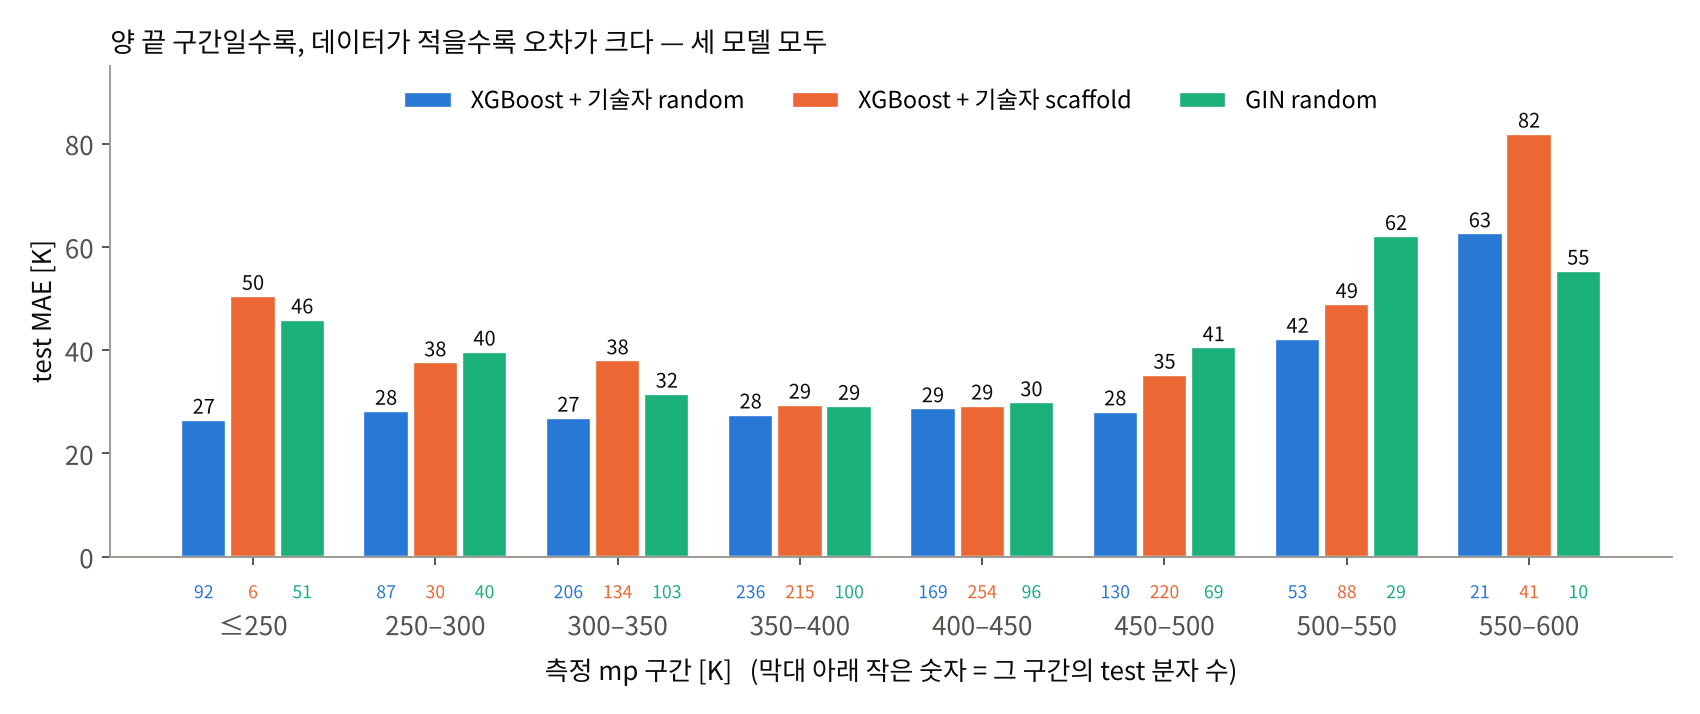 양 끝 구간일수록, 데이터가 적을수록 오차가 크다 — 세 모델 모두
XGBoost + 기술자 random
XGBoost + 기술자 scaffold
GIN random
test MAE [K]
80
60
40
20
0
27 50 46
28 38 40
27 38 32
28 29 29
29 29 30
28 35 41
42 49 62
63 82 55
92 6 51 87 30 40 206 134 103 236 215 100 169 254 96 130 220 69 53 88 29 21 41 10
≤250 250–300 300–350 350–400 400–450 450–500 500–550 550–600
측정 mp 구간 [K] (막대 아래 작은 숫자 = 그 구간의 test 분자 수)